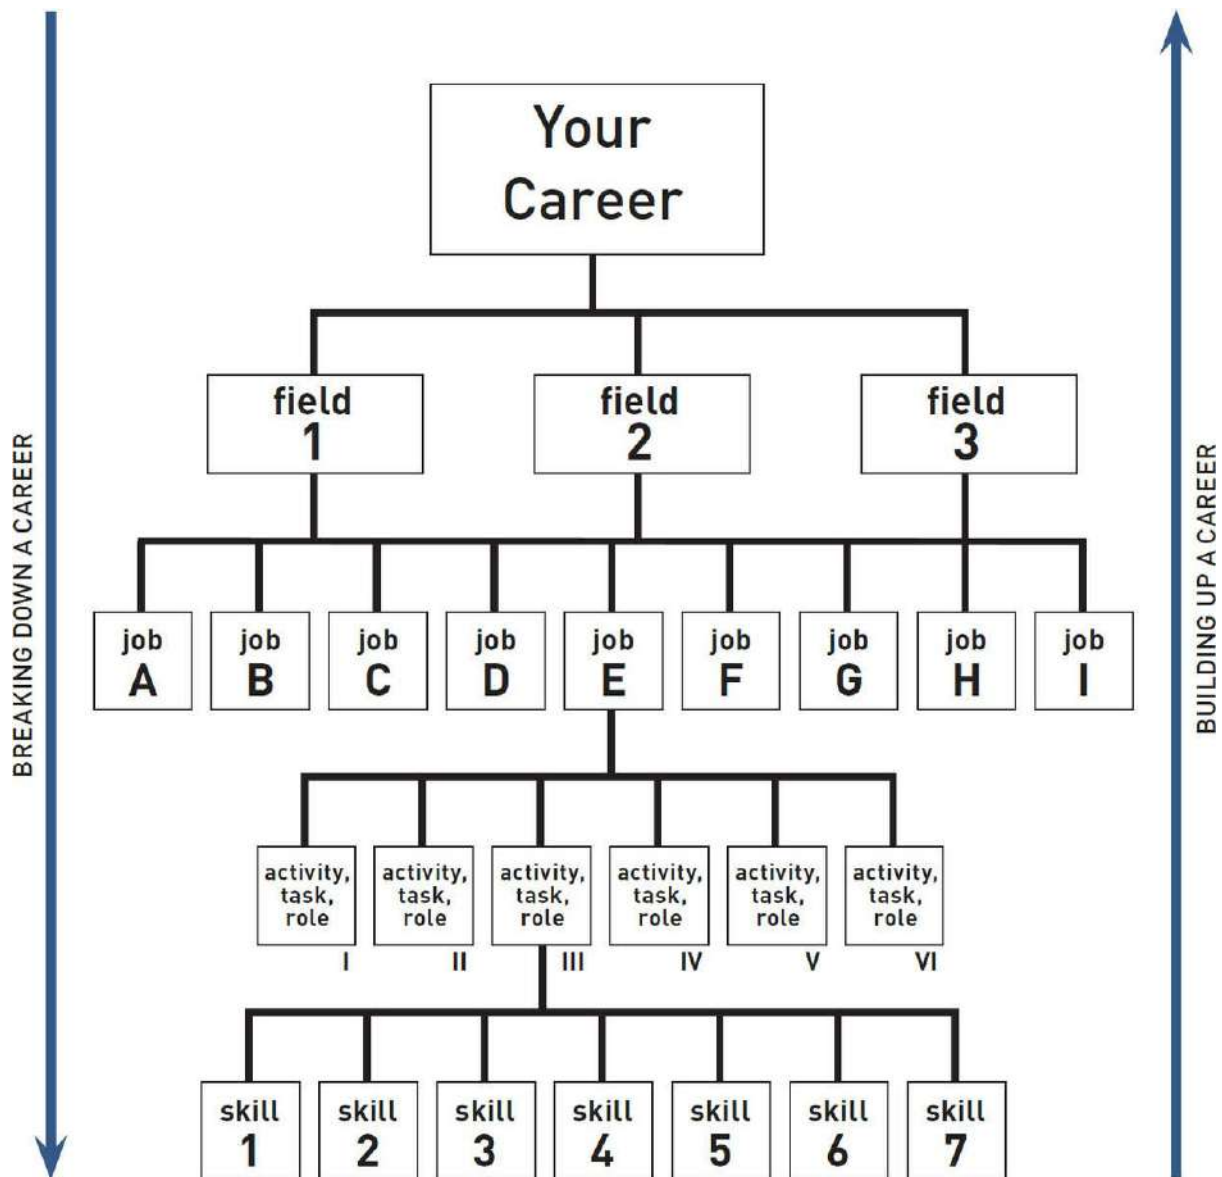 Your
Career
field
1
field
2
field
3
BREAKING DOWN A CAREER
BUILDING UP A CAREER
job
A
job
B
job
C
job
D
job
E
job
F
job
G
job
H
job
I
activity,
task,
role
I
activity,
task,
role
II
activity,
task,
role
III
activity,
task,
role
IV
activity,
task,
role
V
activity,
task,
role
VI
skill
1
skill
2
skill
3
skill
4
skill
5
skill
6
skill
7